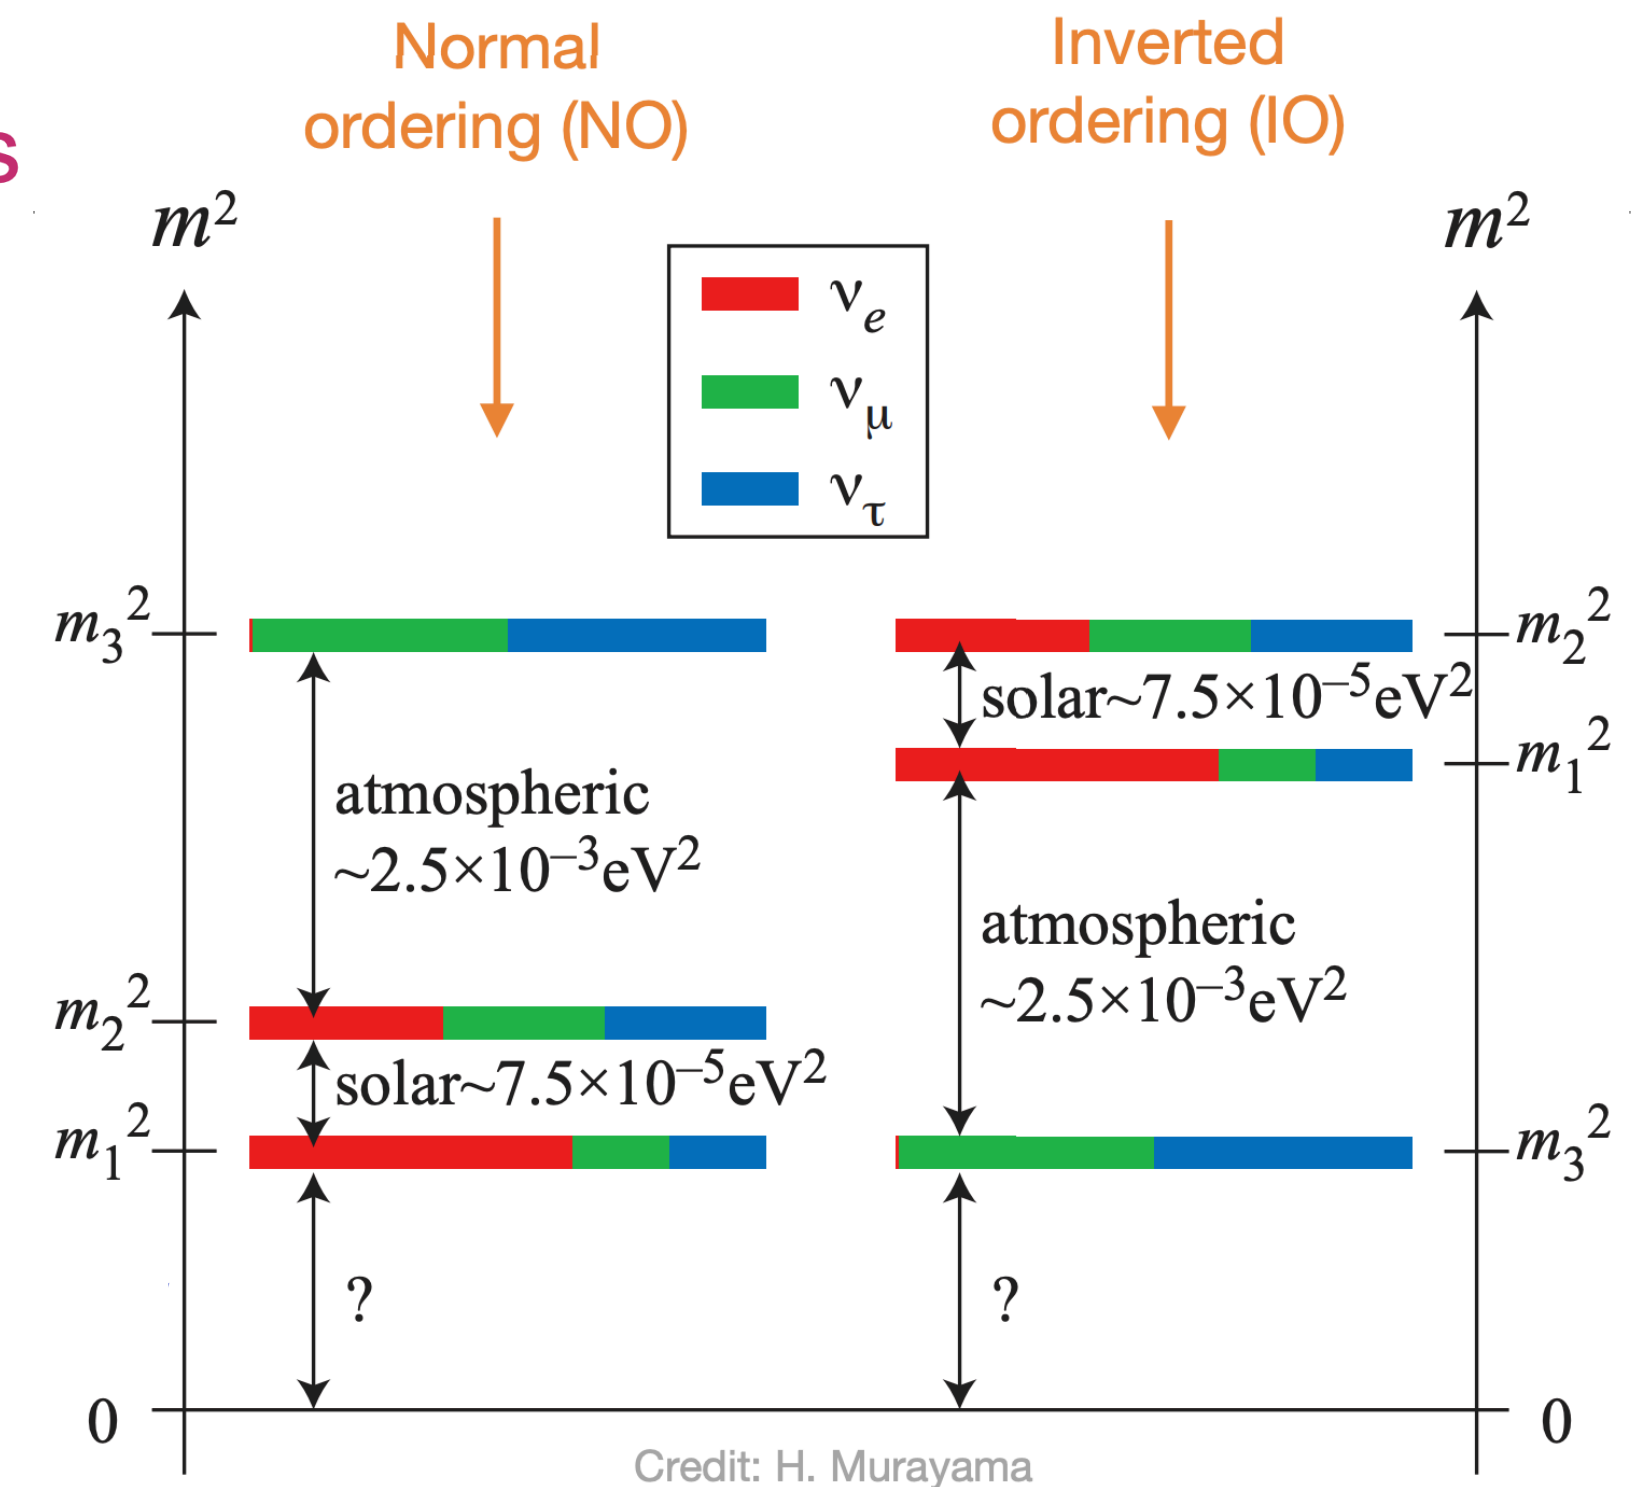 Normal
ordering (NO)
Inverted
ordering (IO)
s
m²
m²
νₑ
ν_μ
ν_τ
m₃²
m₂²
solar~7.5×10⁻⁵eV²
m₁²
atmospheric
~2.5×10⁻³eV²
atmospheric
~2.5×10⁻³eV²
m₂²
solar~7.5×10⁻⁵eV²
m₁²
m₃²
?
?
0
0
Credit: H. Murayama